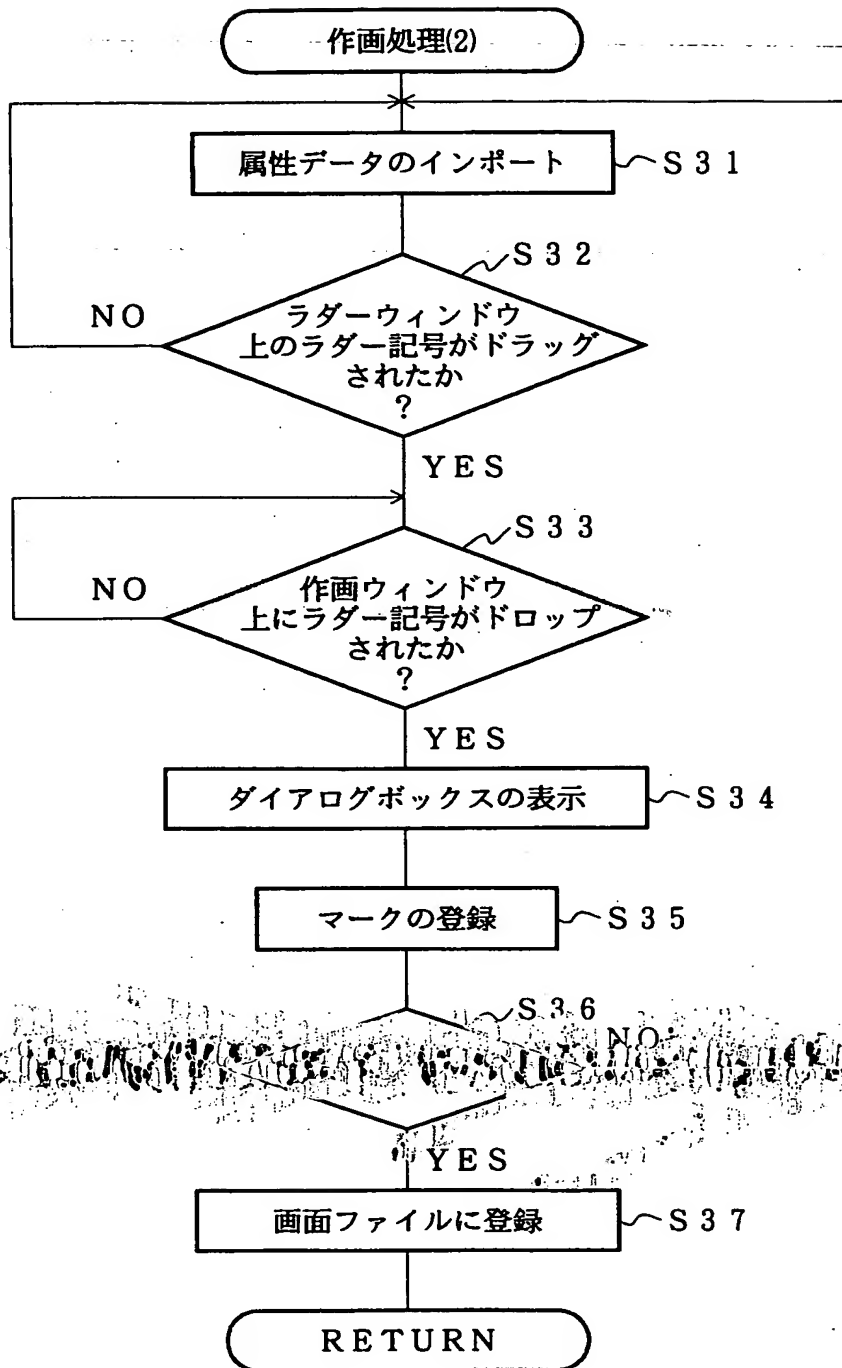 作画処理(2)
属性データのインポート
S31
S32
NO
ラダーウィンドウ
上のラダー記号がドラッグ
されたか
?
YES
S33
NO
作画ウィンドウ
上にラダー記号がドロップ
されたか
?
YES
ダイアログボックスの表示
S34
マークの登録
S35
S36
NO
YES
画面ファイルに登録
S37
RETURN